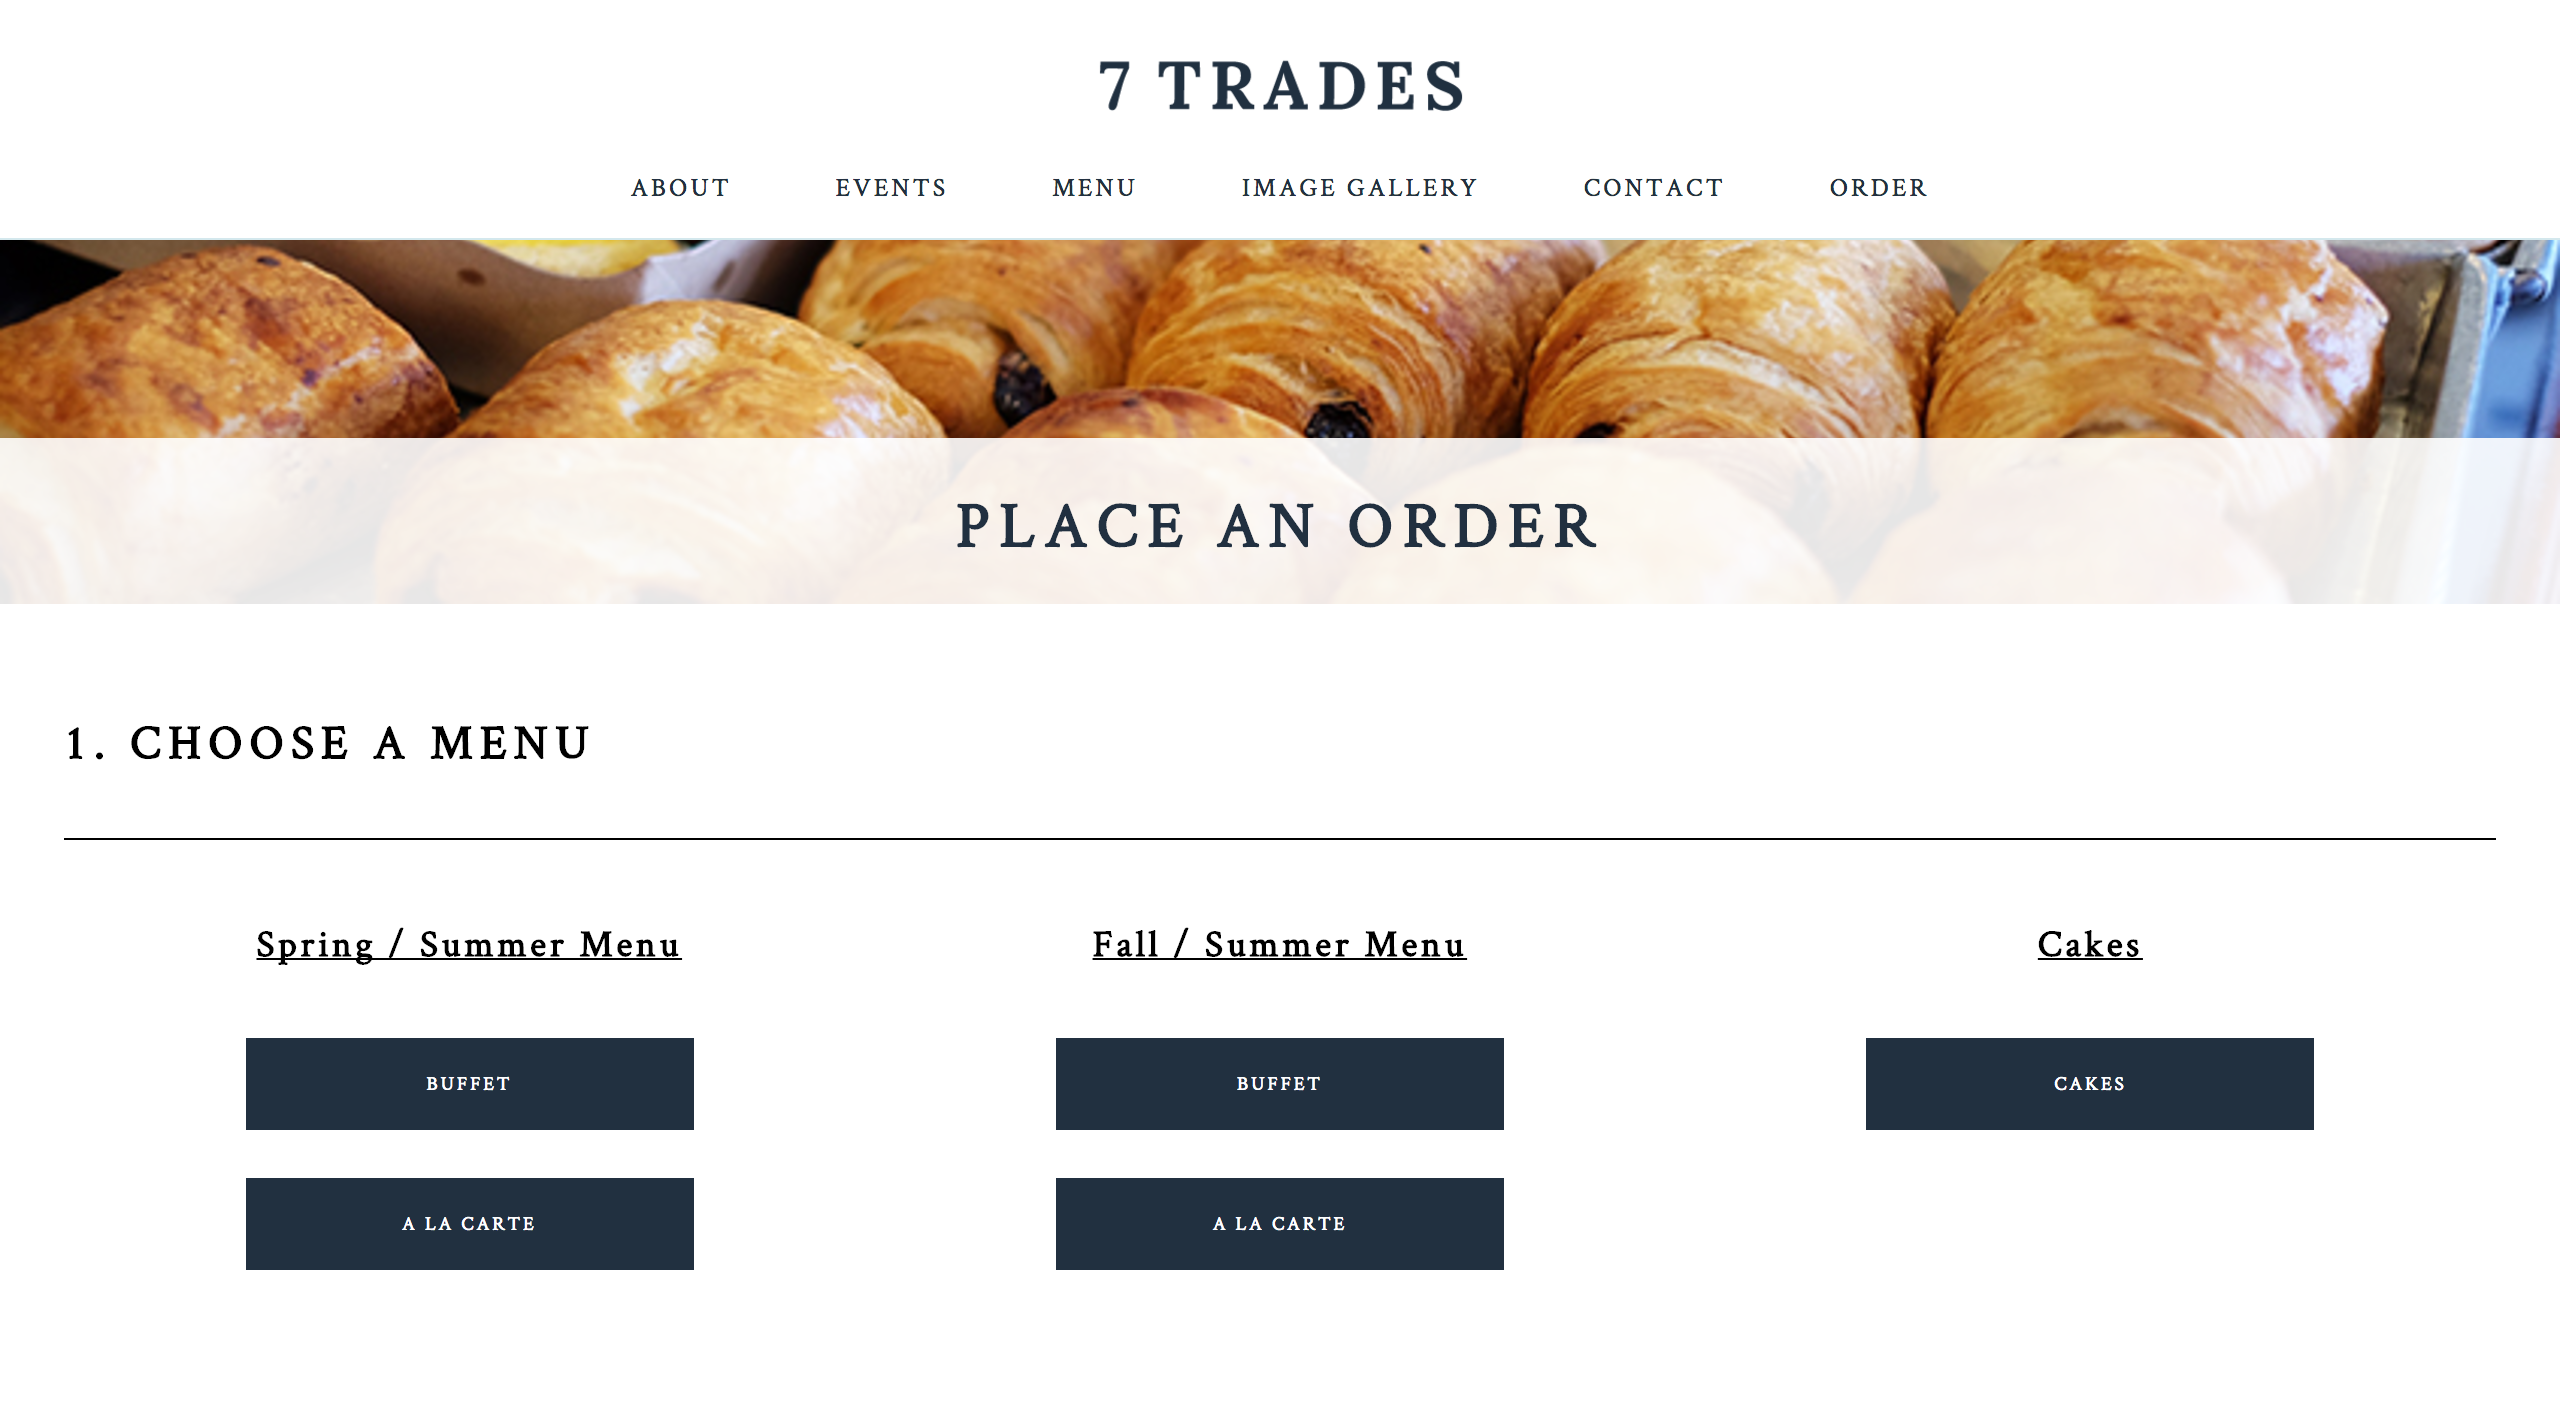 7 TRADES
ABOUT EVENTS MENU IMAGE GALLERY CONTACT ORDER
PLACE AN ORDER
1. CHOOSE A MENU
Spring / Summer Menu
BUFFET
A LA CARTE
Fall / Summer Menu
BUFFET
A LA CARTE
Cakes
CAKES